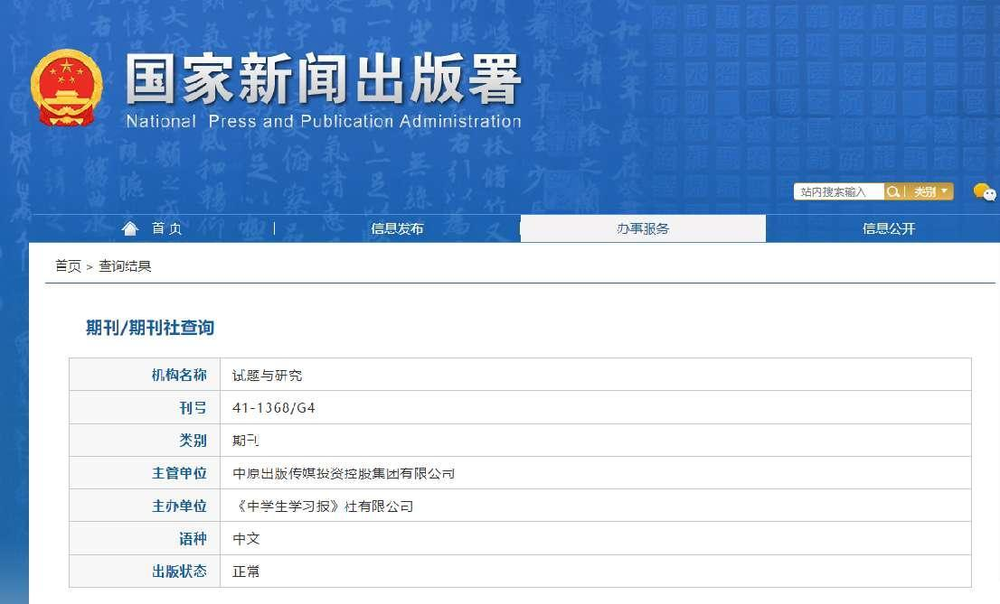 国家新闻出版署
National Press and Publication Administration
站内搜索输入 类别
首页 | 信息发布 办事服务 信息公开
首页 > 查询结果
期刊/期刊社查询
机构名称 试题与研究
刊号 41-1368/G4
类别 期刊
主管单位 中原出版传媒投资控股集团有限公司
主办单位 《中学生学习报》社有限公司
语种 中文
出版状态 正常